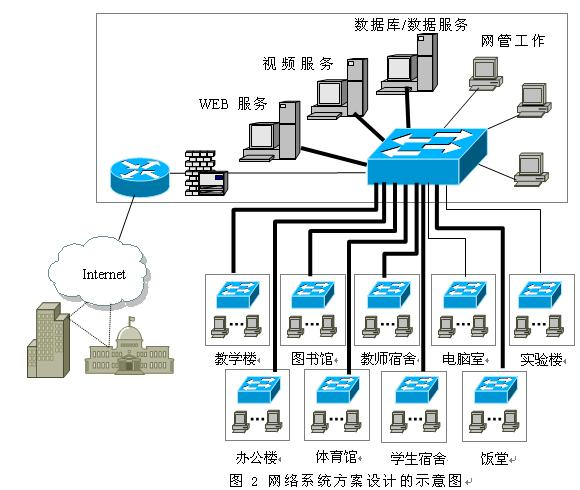 数据库/数据服务
网管工作
视频服务
WEB 服务
Internet
教学楼
图书馆
教师宿舍
电脑室
实验楼
办公楼
体育馆
学生宿舍
饭堂
图 2 网络系统方案设计的示意图